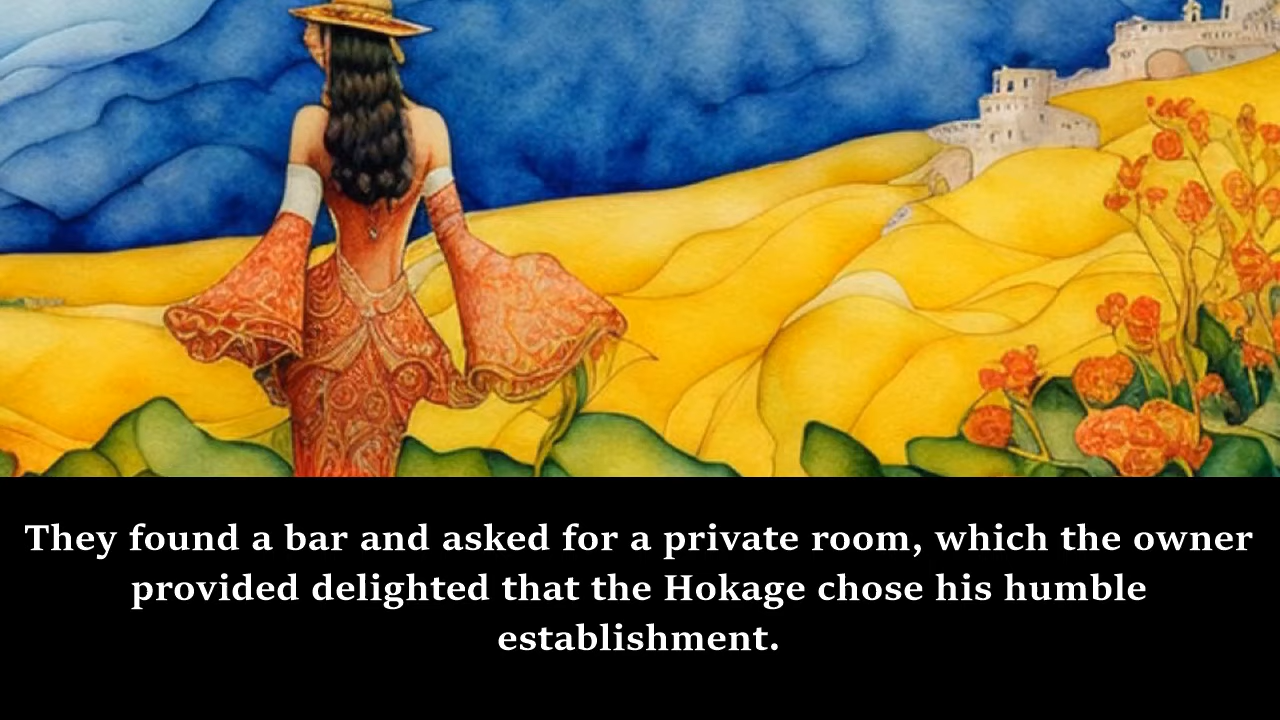 They found a bar and asked for a private room, which the owner
provided delighted that the Hokage chose his humble
establishment.